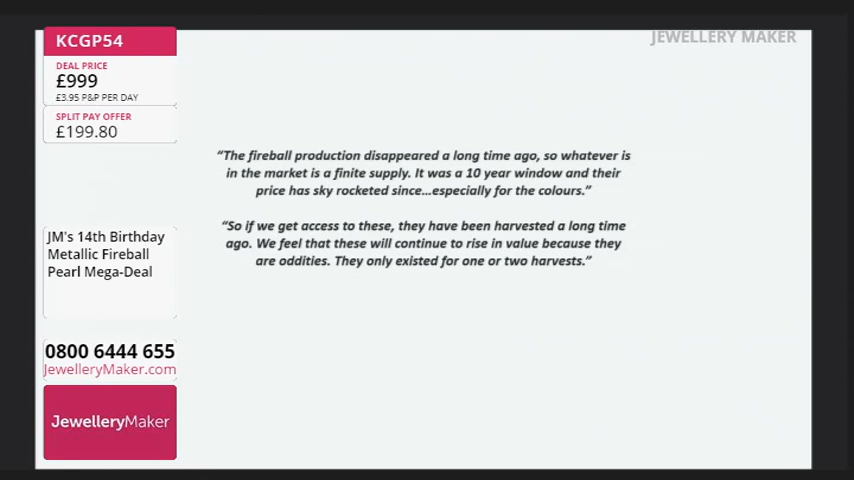 KCGP54
DEAL PRICE
£999
£3.95 P&P PER DAY
SPLIT PAY OFFER
£199.80
JM's 14th Birthday
Metallic Fireball
Pearl Mega-Deal
0800 6444 655
JewelleryMaker.com
JewelleryMaker
JEWELLERY MAKER
“The fireball production disappeared a long time ago, so whatever is
in the market is a finite supply. It was a 10 year window and their
price has sky rocketed since...especially for the colours.”
“So if we get access to these, they have been harvested a long time
ago. We feel that these will continue to rise in value because they
are oddities. They only existed for one or two harvests.”